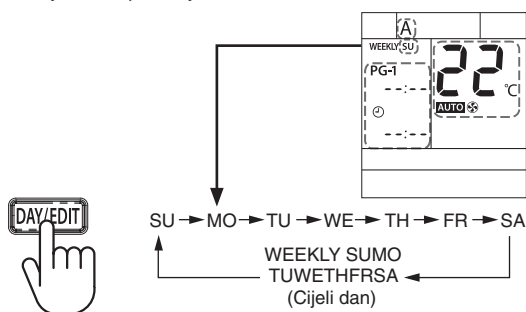 A
WEEKLY SU
PG-1
--:--
--:--
22 °C
AUTO
DAY/EDIT
SU → MO → TU → WE → TH → FR → SA
WEEKLY SUMO
TUWETHFRSA
(Cijeli dan)